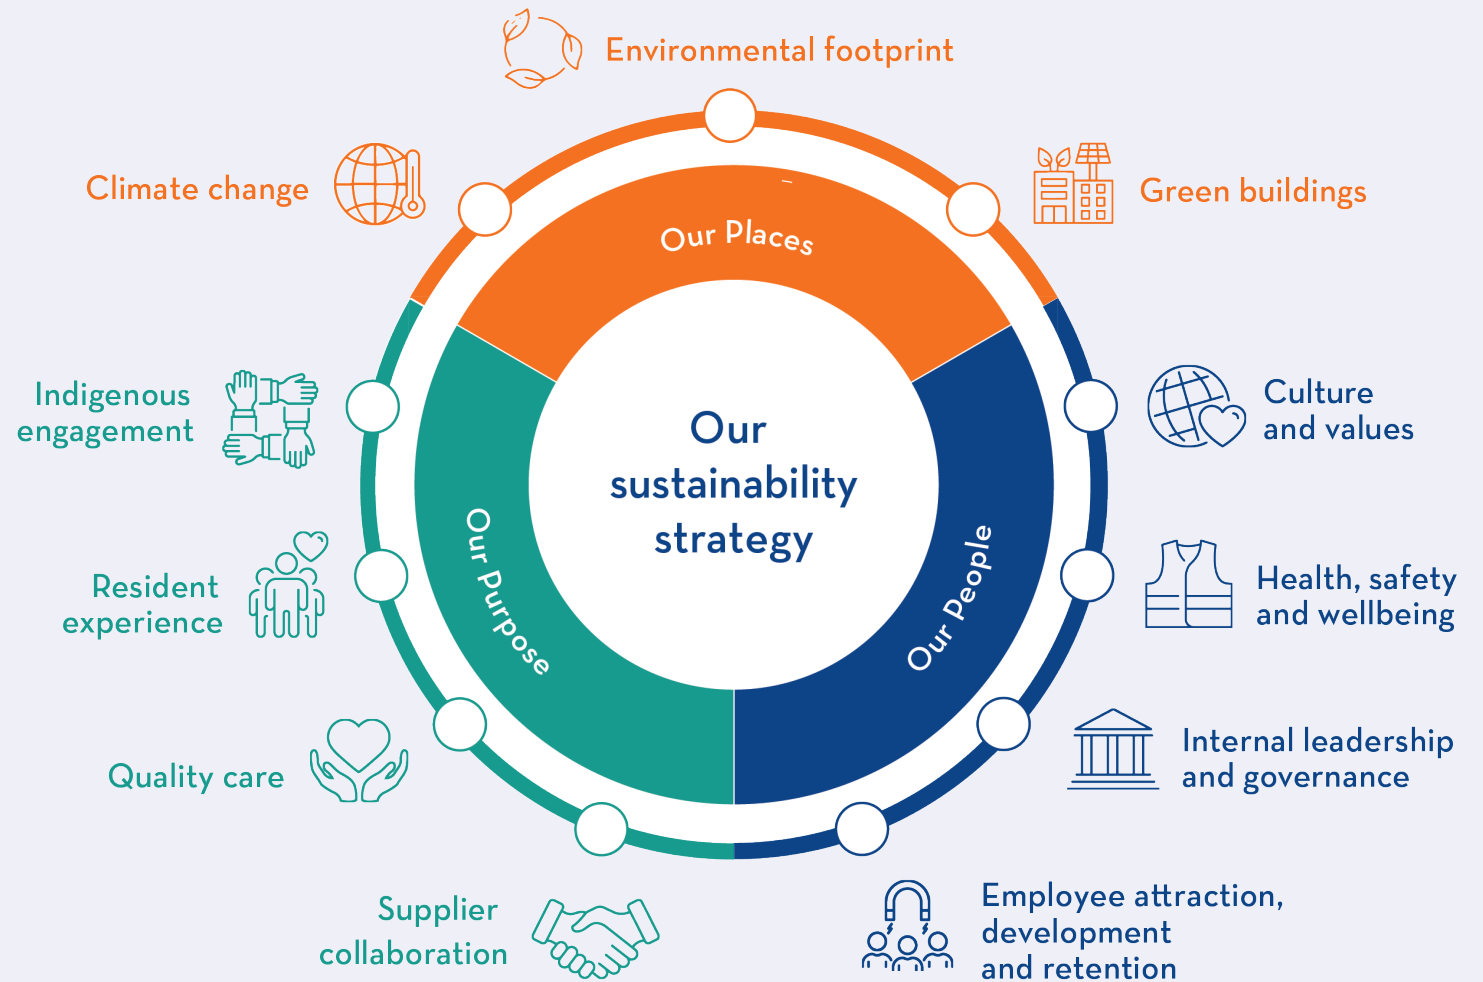 Environmental footprint
Climate change
Green buildings
Our Places
Indigenous
engagement
Culture
and values
Our
sustainability
strategy
Our Purpose
Our People
Resident
experience
Health, safety
and wellbeing
Quality care
Internal leadership
and governance
Supplier
collaboration
Employee attraction,
development
and retention